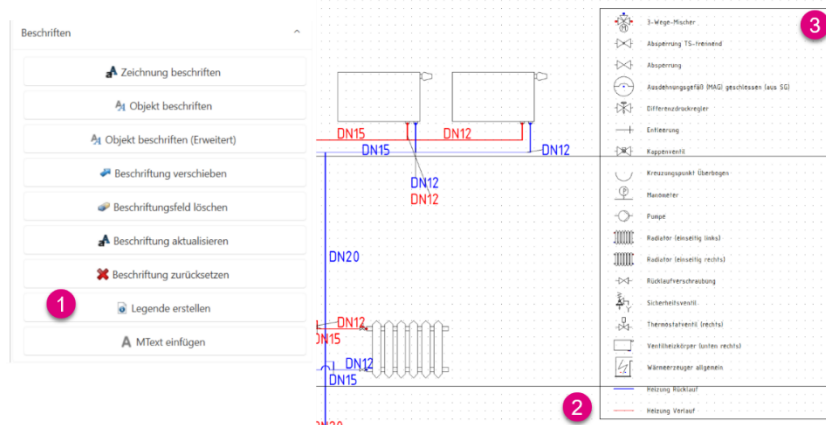 Beschriften
Zeichnung beschriften
Objekt beschriften
Objekt beschriften (Erweitert)
Beschriftung verschieben
Beschriftungsfeld löschen
Beschriftung aktualisieren
Beschriftung zurücksetzen
1
Legende erstellen
A MText einfügen
DN15
DN12
DN15
DN12
DN12
DN12
DN20
DN12
DN15
DN12
DN15
DN20
2
3
3-Wege-Mischer
Absperrung TS-trennend
Absperrung
Ausdehnungsgefäß (MAG) geschlossen (aus SG)
Differenzdruckregler
Entleerung
Kappenventil
Kreuzungspunkt Überbogen
Manometer
Pumpe
Radiator (einseitig links)
Radiator (einseitig rechts)
Rücklaufverschraubung
Sicherheitsventil
Thermostatventil (rechts)
Ventilheizkörper (unten rechts)
Wärmeerzeuger allgemein
Heizung Rücklauf
Heizung Vorlauf